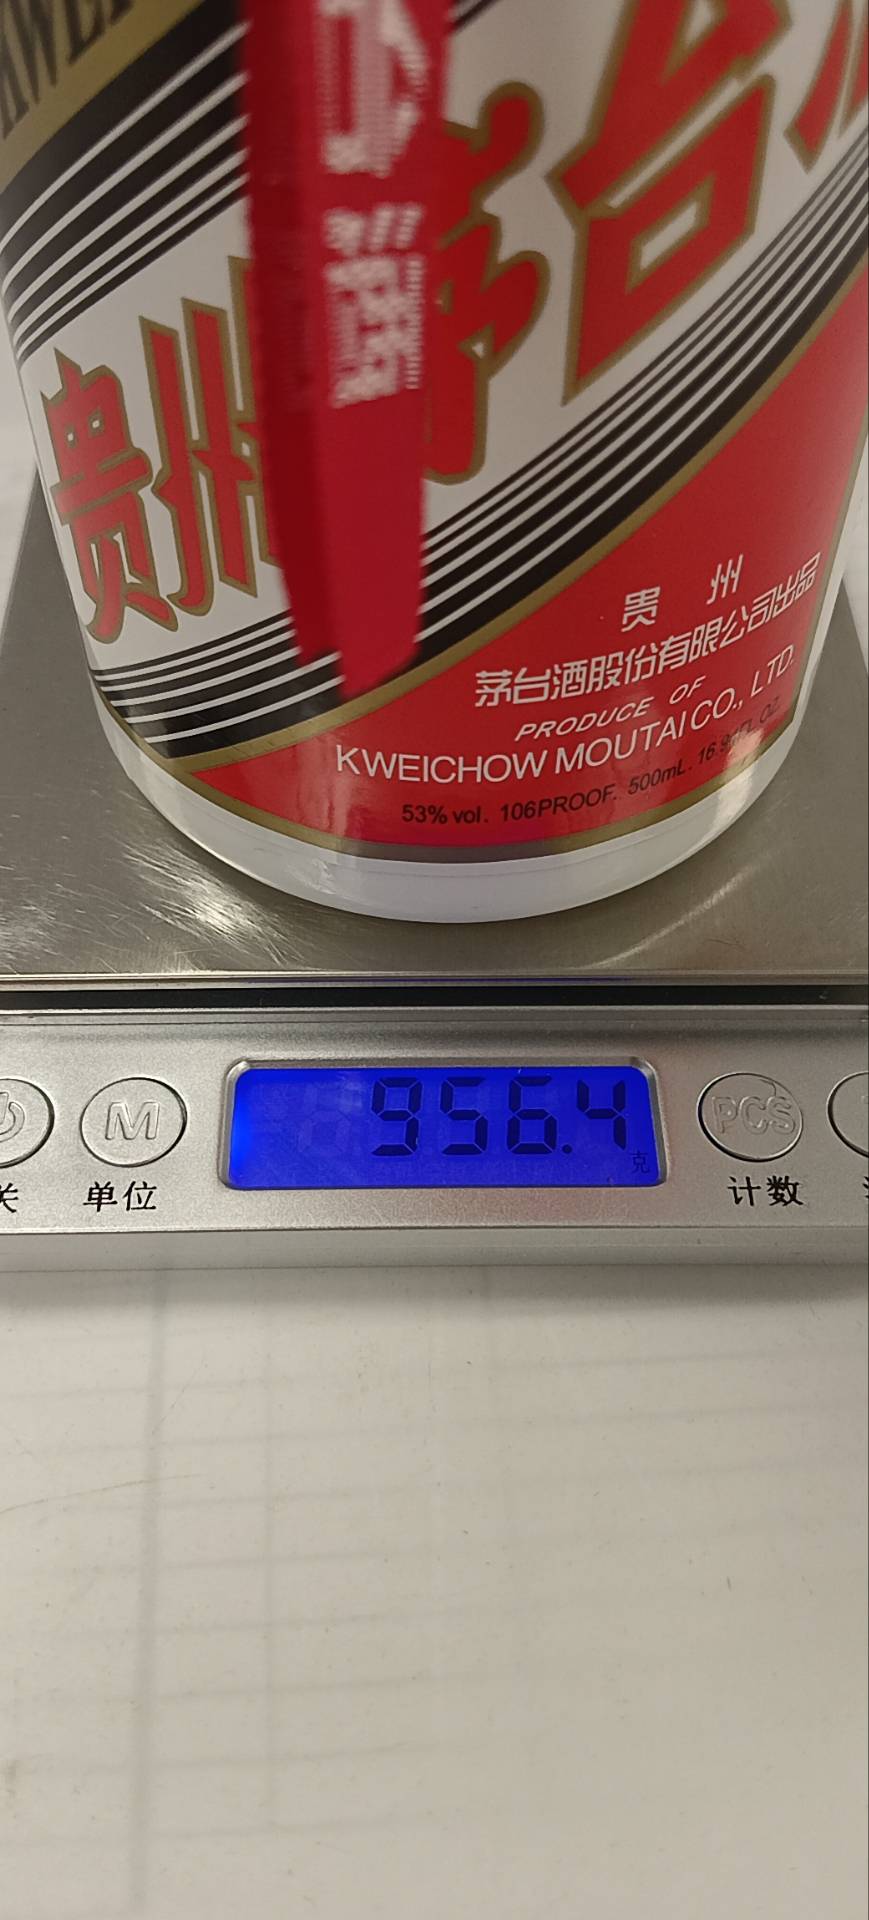 贵州茅台
贵 州
茅台酒股份有限公司出品
PRODUCE OF
KWEICHOW MOUTAI CO., LTD.
53% vol. 106PROOF. 500mL. 16.9FL.OZ.
956.4
克
M
PCS
关
单位
计数